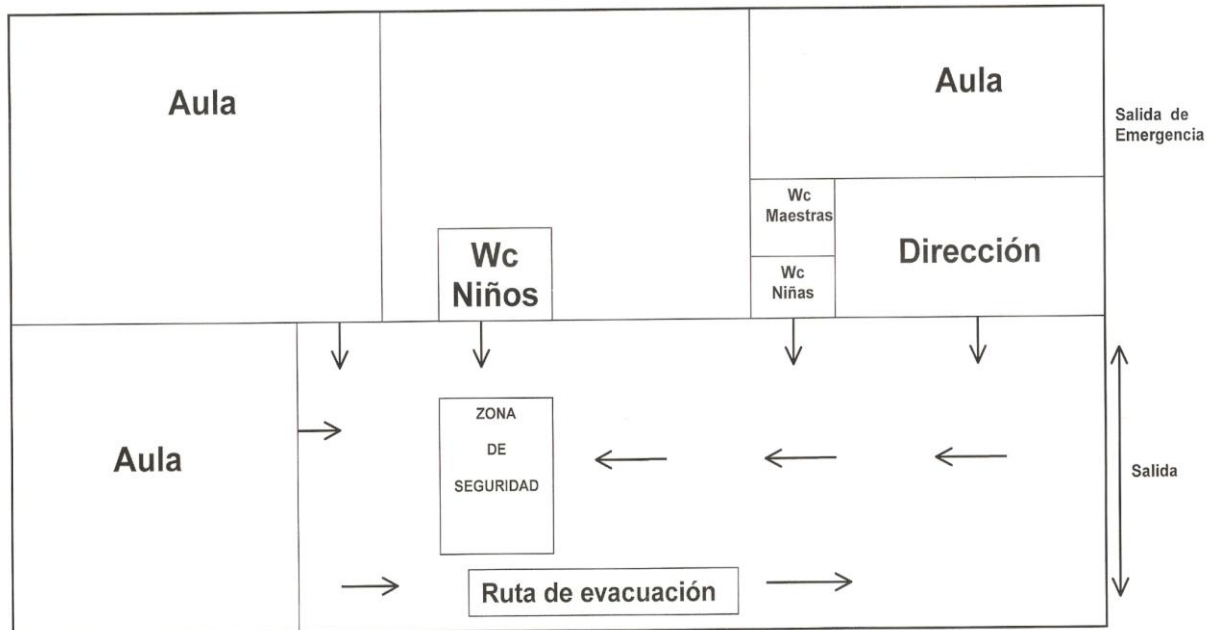 Aula
Aula
Salida de
Emergencia
Wc
Maestras
Wc
Niñas
Dirección
Wc
Niños
Aula
ZONA
DE
SEGURIDAD
Salida
Ruta de evacuación